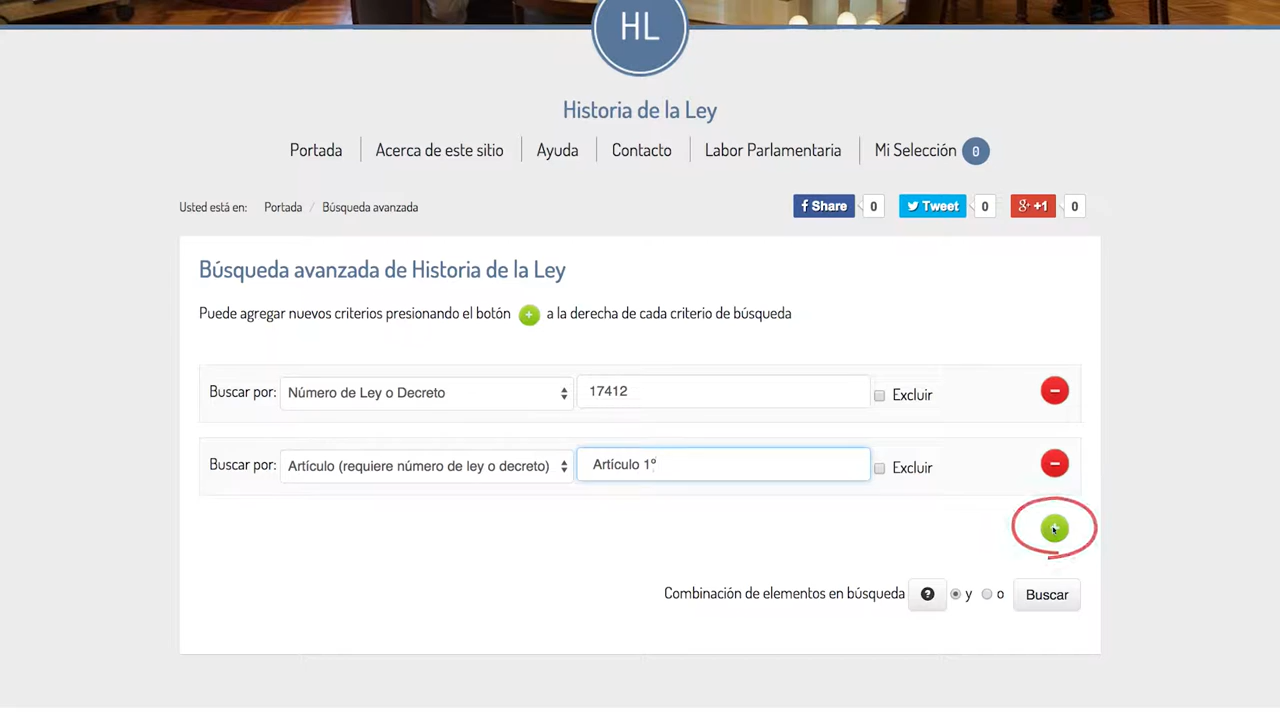 HL
Historia de la Ley
Portada Acerca de este sitio Ayuda Contacto Labor Parlamentaria Mi Selección 0
Usted está en: Portada / Búsqueda avanzada f Share 0 Tweet 0 g+ +1 0
Búsqueda avanzada de Historia de la Ley
Puede agregar nuevos criterios presionando el botón + a la derecha de cada criterio de búsqueda
Buscar por: Número de Ley o Decreto 17412 Excluir
Buscar por: Artículo (requiere número de ley o decreto) Artículo 1º Excluir
Combinación de elementos en búsqueda ? y o Buscar